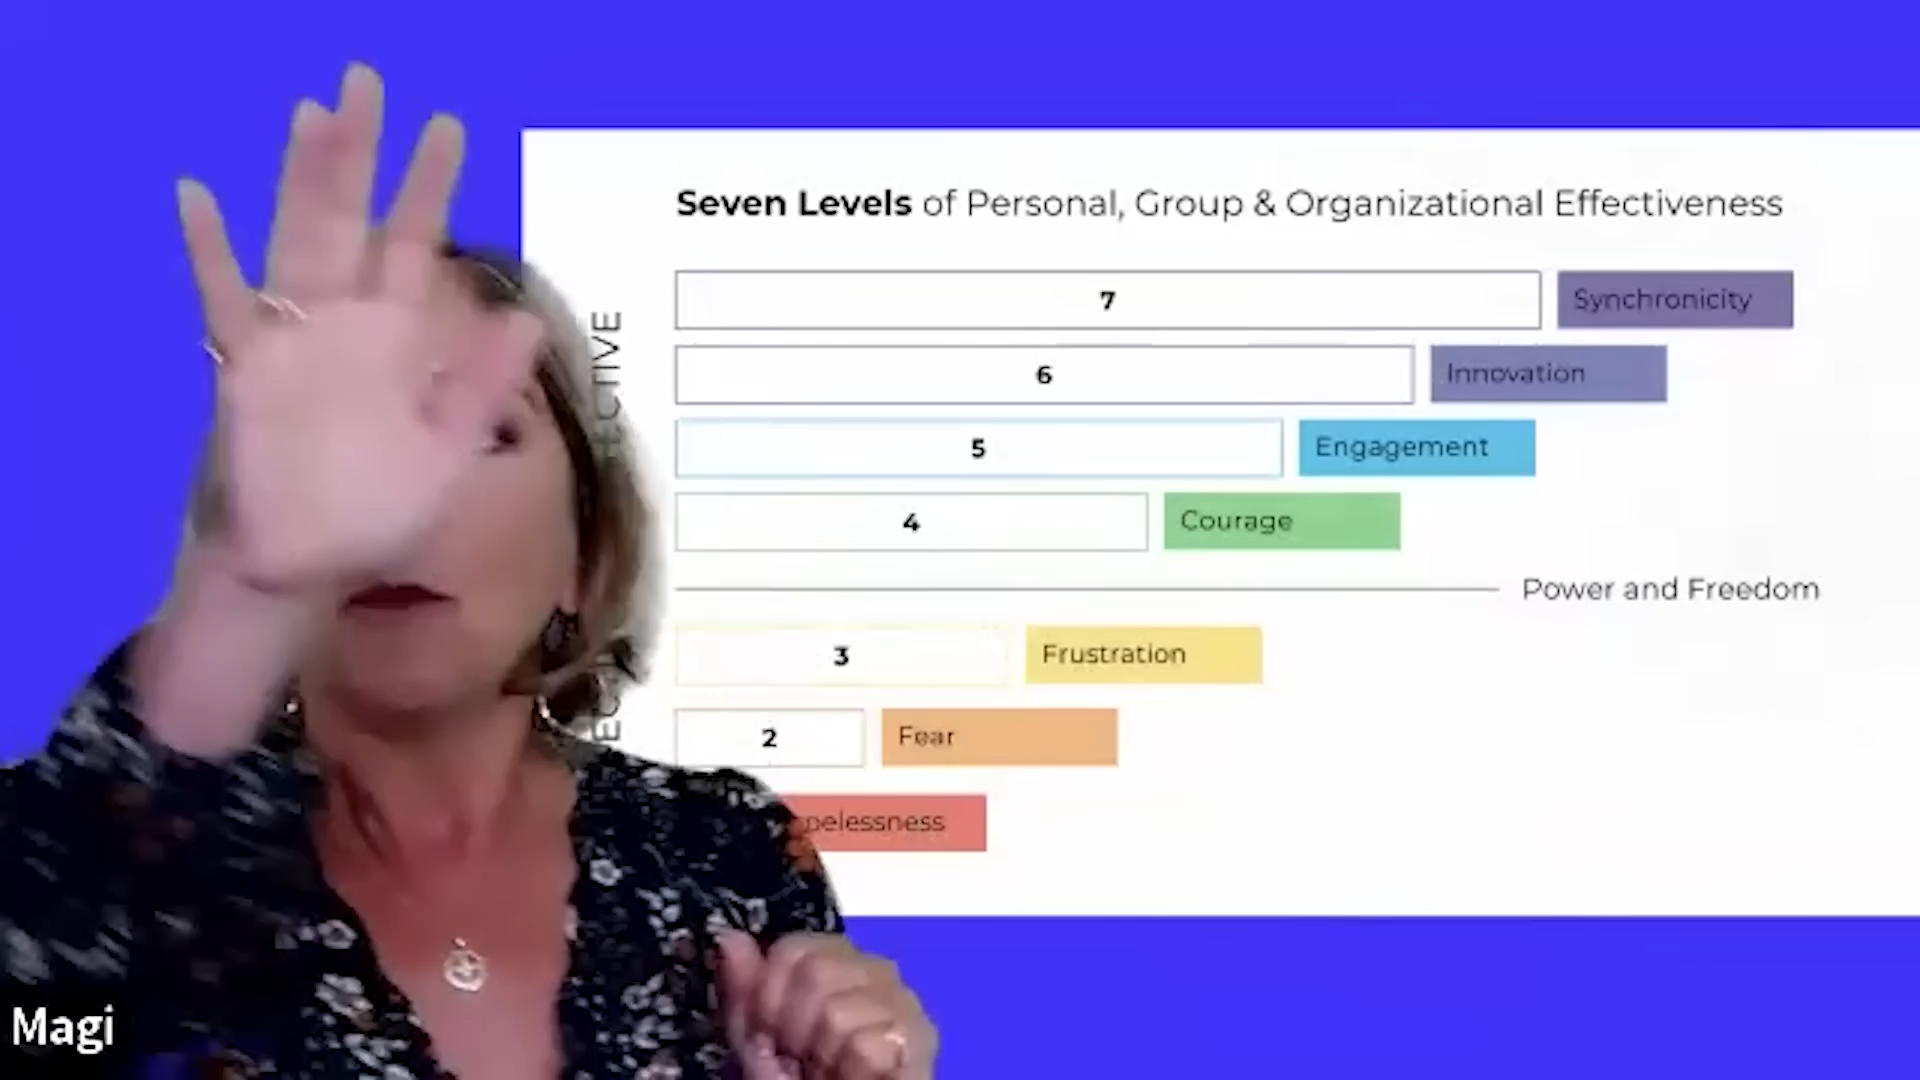 Seven Levels of Personal, Group & Organizational Effectiveness
7 Synchronicity
6 Innovation
5 Engagement
4 Courage
Power and Freedom
3 Frustration
2 Fear
Magi